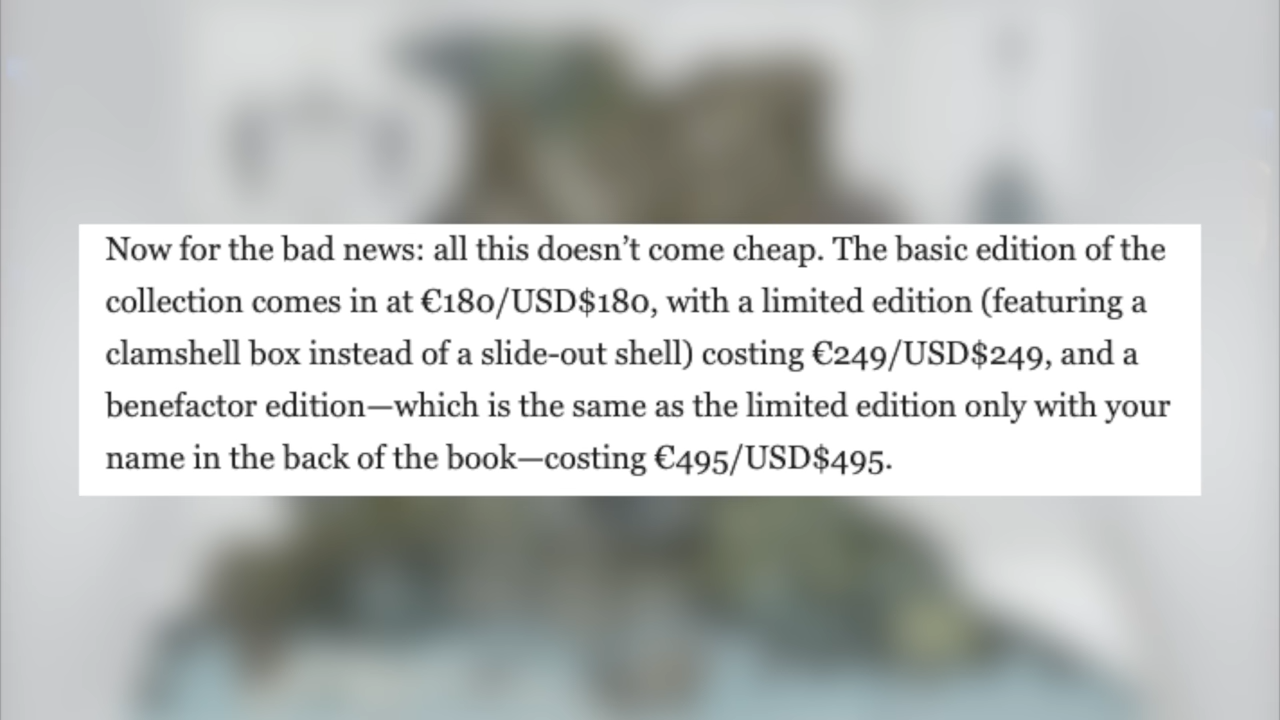 Now for the bad news: all this doesn’t come cheap. The basic edition of the
collection comes in at €180/USD$180, with a limited edition (featuring a
clamshell box instead of a slide-out shell) costing €249/USD$249, and a
benefactor edition—which is the same as the limited edition only with your
name in the back of the book—costing €495/USD$495.